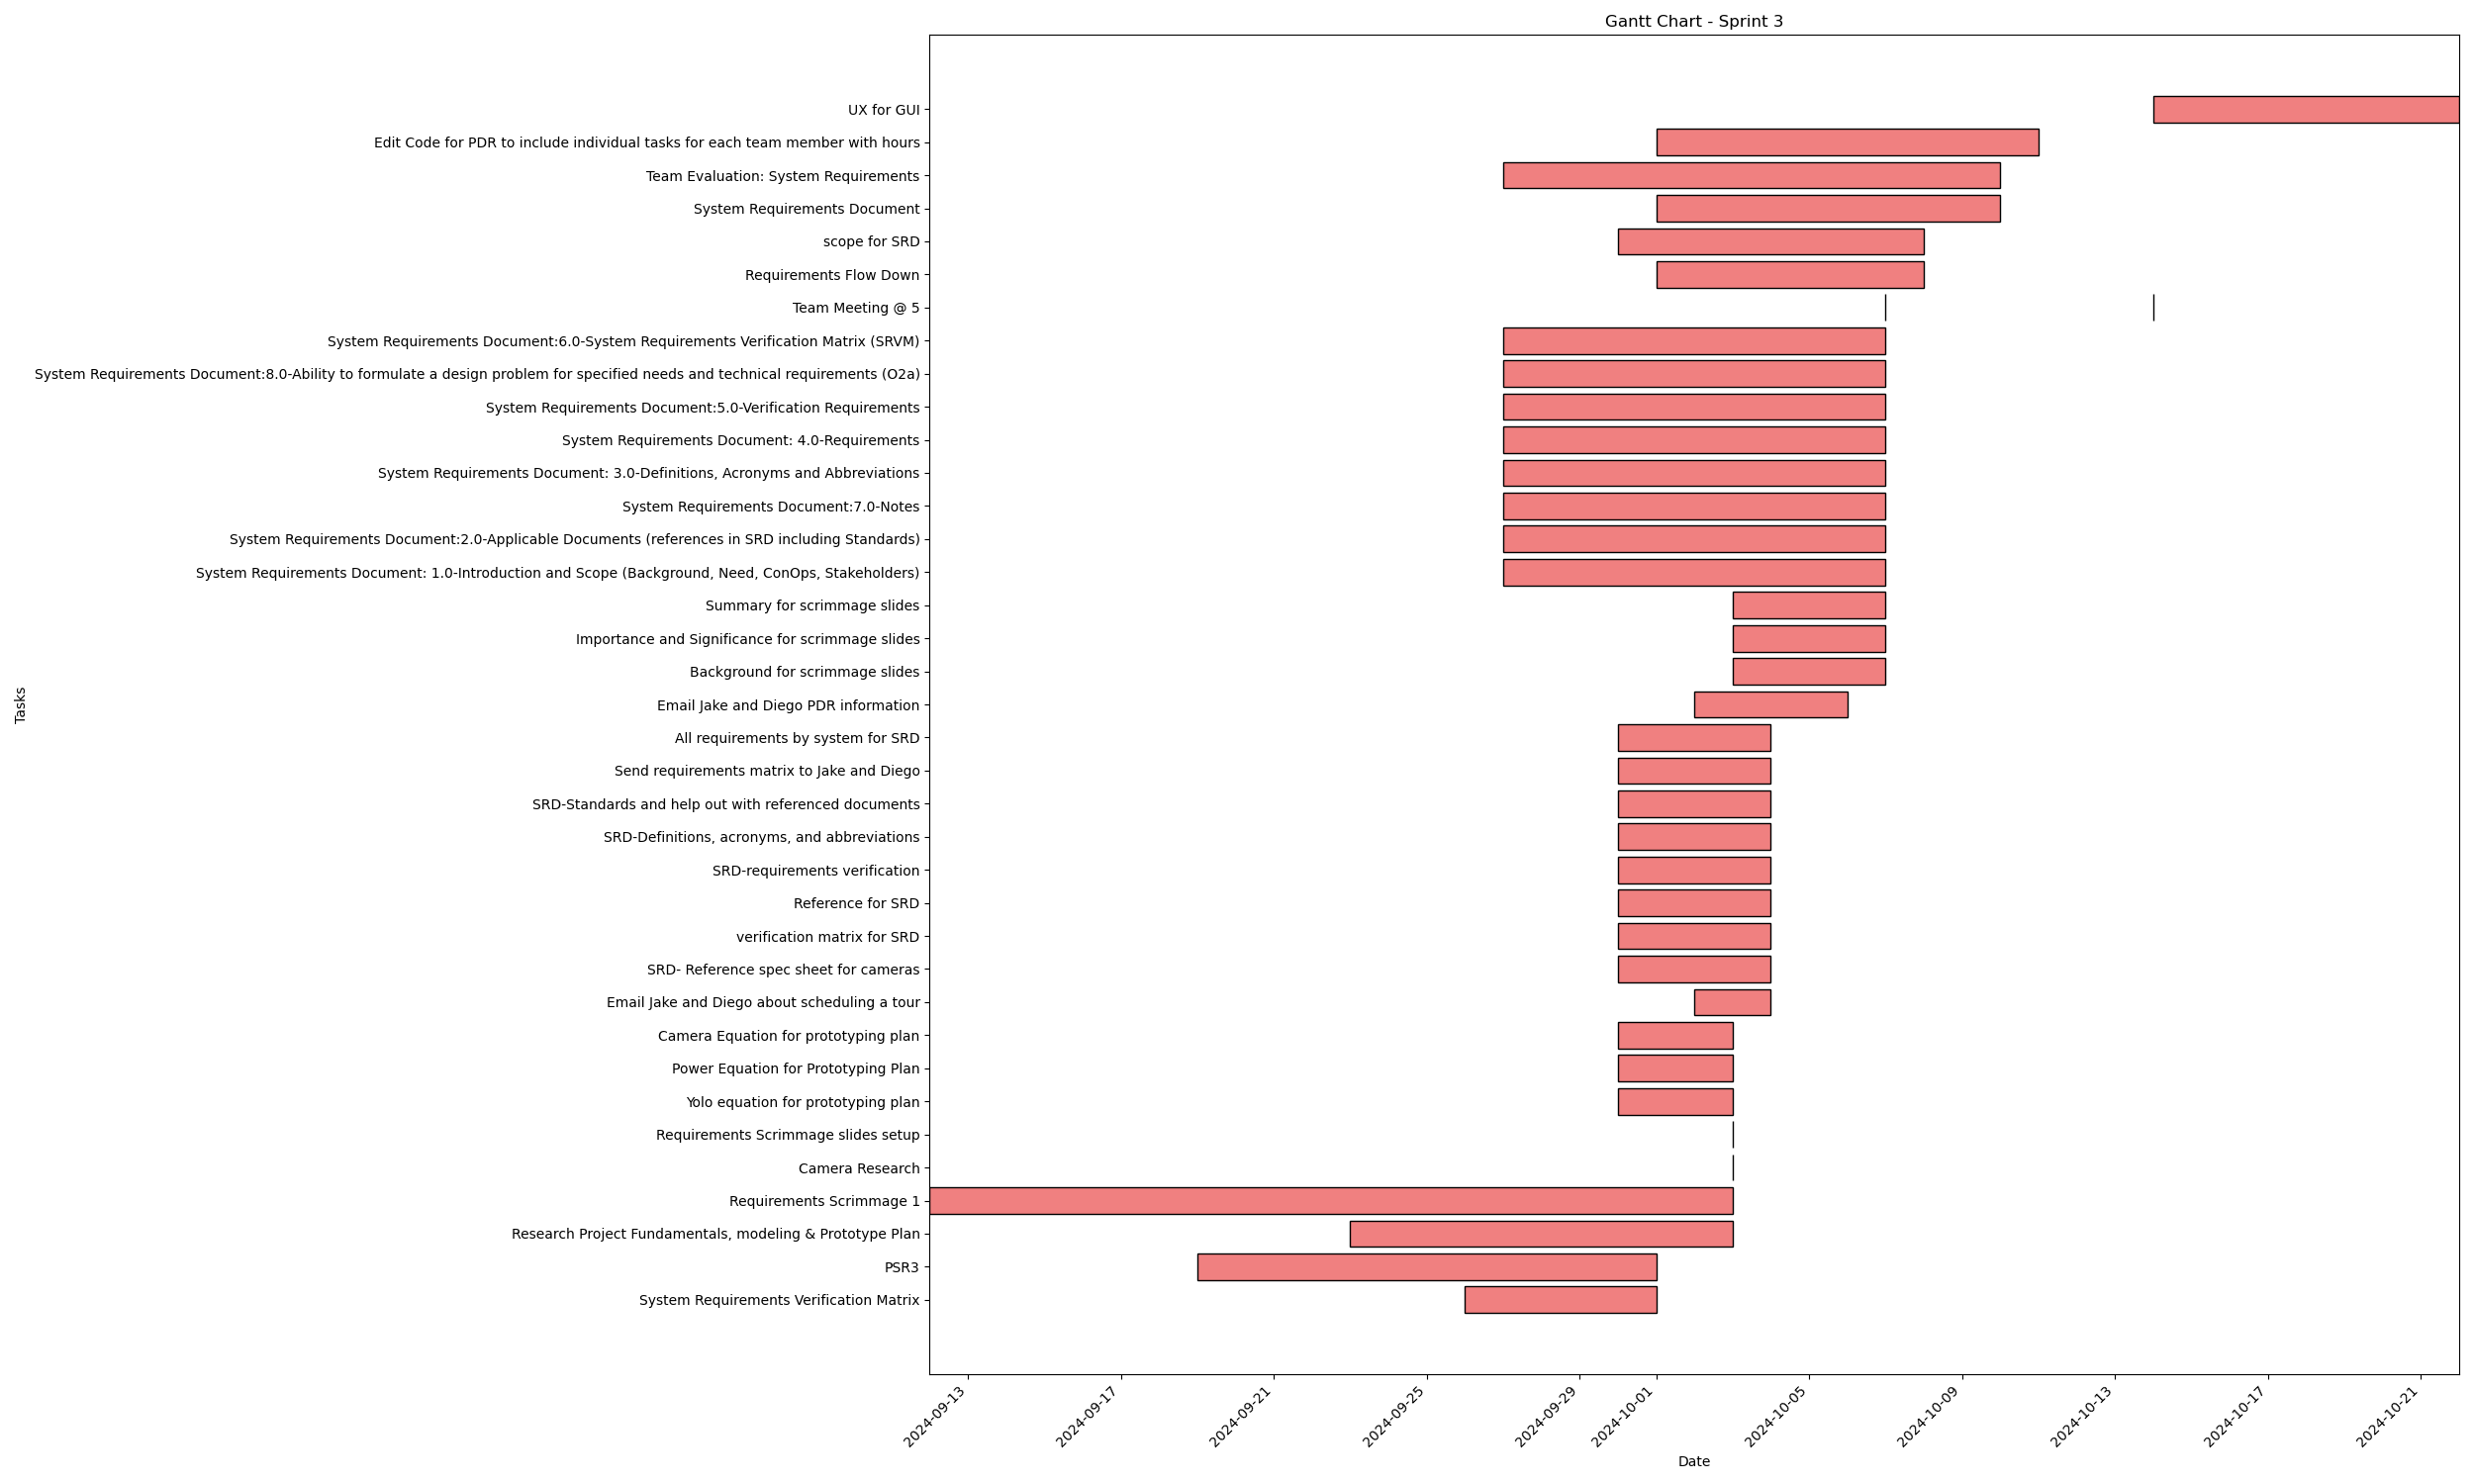 Gantt Chart - Sprint 3
UX for GUI
Edit Code for PDR to include individual tasks for each team member with hours
Team Evaluation: System Requirements
System Requirements Document
scope for SRD
Requirements Flow Down
Team Meeting @ 5
System Requirements Document:6.0-System Requirements Verification Matrix (SRVM)
System Requirements Document:8.0-Ability to formulate a design problem for specified needs and technical requirements (O2a)
System Requirements Document:5.0-Verification Requirements
System Requirements Document: 4.0-Requirements
System Requirements Document: 3.0-Definitions, Acronyms and Abbreviations
System Requirements Document:7.0-Notes
System Requirements Document:2.0-Applicable Documents (references in SRD including Standards)
System Requirements Document: 1.0-Introduction and Scope (Background, Need, ConOps, Stakeholders)
Summary for scrimmage slides
Importance and Significance for scrimmage slides
Background for scrimmage slides
Email Jake and Diego PDR information
All requirements by system for SRD
Send requirements matrix to Jake and Diego
SRD-Standards and help out with referenced documents
SRD-Definitions, acronyms, and abbreviations
SRD-requirements verification
Reference for SRD
verification matrix for SRD
SRD- Reference spec sheet for cameras
Email Jake and Diego about scheduling a tour
Camera Equation for prototyping plan
Power Equation for Prototyping Plan
Yolo equation for prototyping plan
Requirements Scrimmage slides setup
Camera Research
Requirements Scrimmage 1
Research Project Fundamentals, modeling & Prototype Plan
PSR3
System Requirements Verification Matrix
Tasks
2024-09-13
2024-09-17
2024-09-21
2024-09-25
2024-09-29
2024-10-01
2024-10-05
2024-10-09
2024-10-13
2024-10-17
2024-10-21
Date